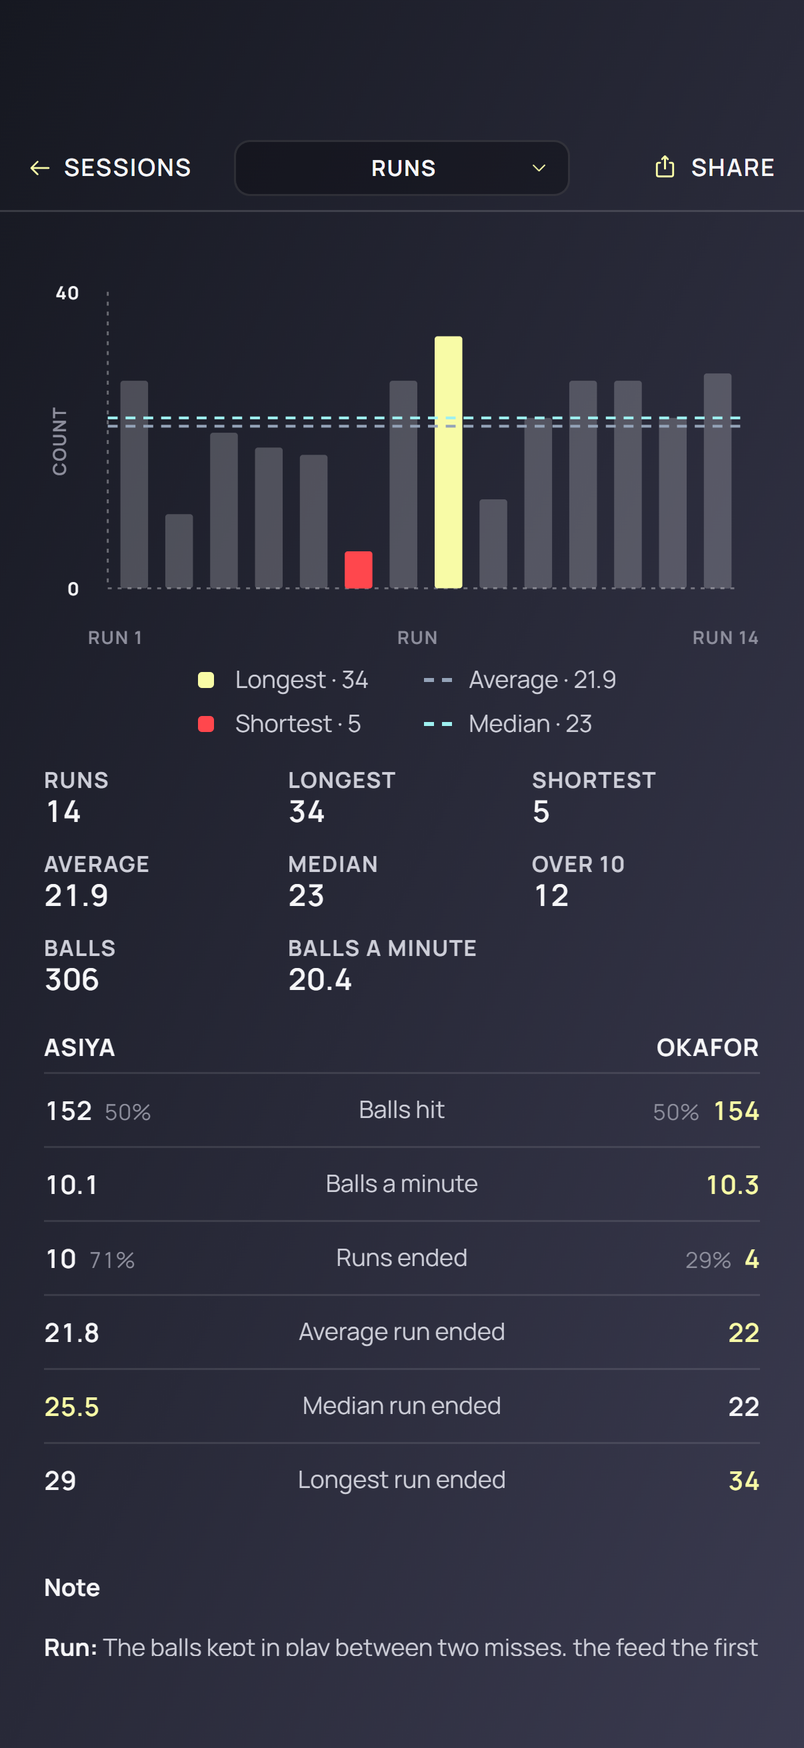 SESSIONS RUNS SHARE
40
COUNT
0
RUN 1 RUN RUN 14
Longest · 34 Average · 21.9
Shortest · 5 Median · 23
RUNS LONGEST SHORTEST
14 34 5
AVERAGE MEDIAN OVER 10
21.9 23 12
BALLS BALLS A MINUTE
306 20.4
ASIYA OKAFOR
152 50% Balls hit 50% 154
10.1 Balls a minute 10.3
10 71% Runs ended 29% 4
21.8 Average run ended 22
25.5 Median run ended 22
29 Longest run ended 34
Note
Run: The balls kept in play between two misses, the feed the first